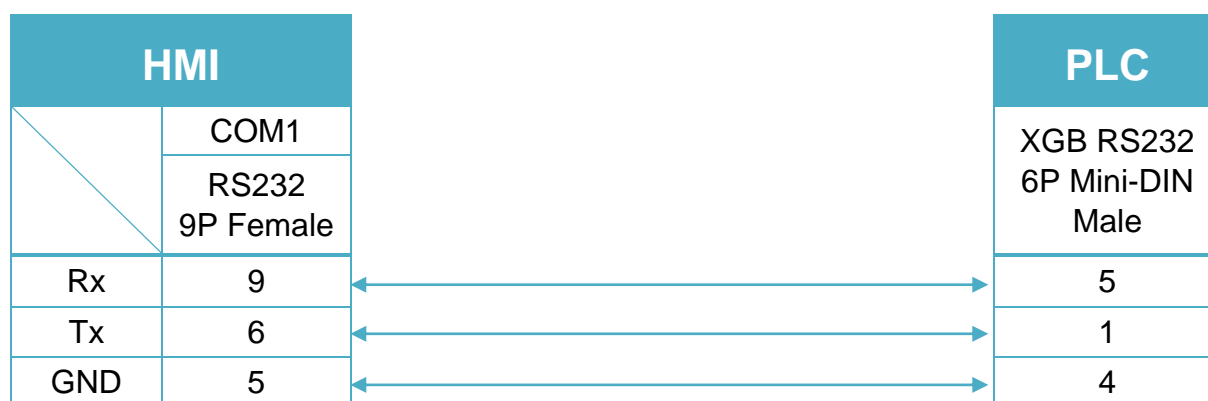 HMI
PLC
COM1
RS232
9P Female
XGB RS232
6P Mini-DIN
Male
Rx 9 5
Tx 6 1
GND 5 4